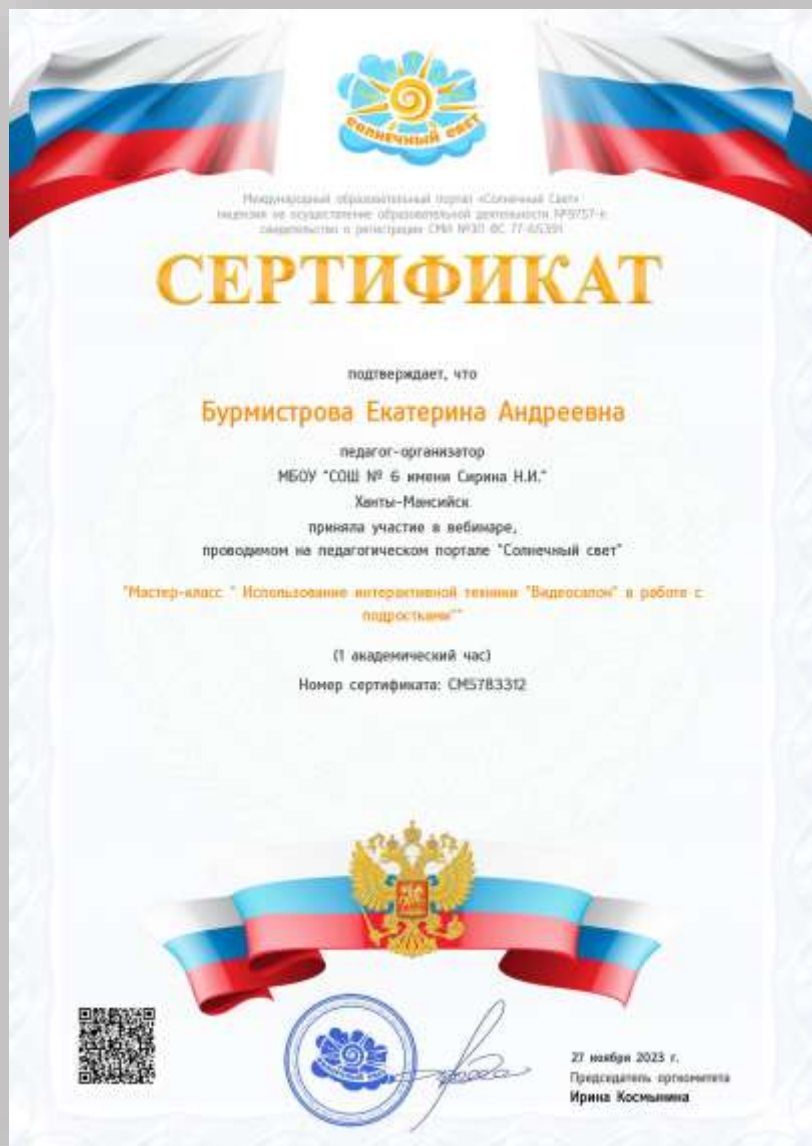 СОЛНЕЧНЫЙ СВЕТ
Международный образовательный портал «Солнечный Свет»
лицензия на осуществление образовательной деятельности №9757-л
свидетельство о регистрации СМИ №ЭЛ ФС 77-65391
СЕРТИФИКАТ
подтверждает, что
Бурмистрова Екатерина Андреевна
педагог-организатор
МБОУ "СОШ № 6 имени Сирина Н.И."
Ханты-Мансийск
приняла участие в вебинаре,
проводимом на педагогическом портале "Солнечный свет"
"Мастер-класс " Использование интерактивной техники "Видеосалон" в работе с
подростками""
(1 академический час)
Номер сертификата: СМ5783312
27 ноября 2023 г.
Председатель оргкомитета
Ирина Космынина